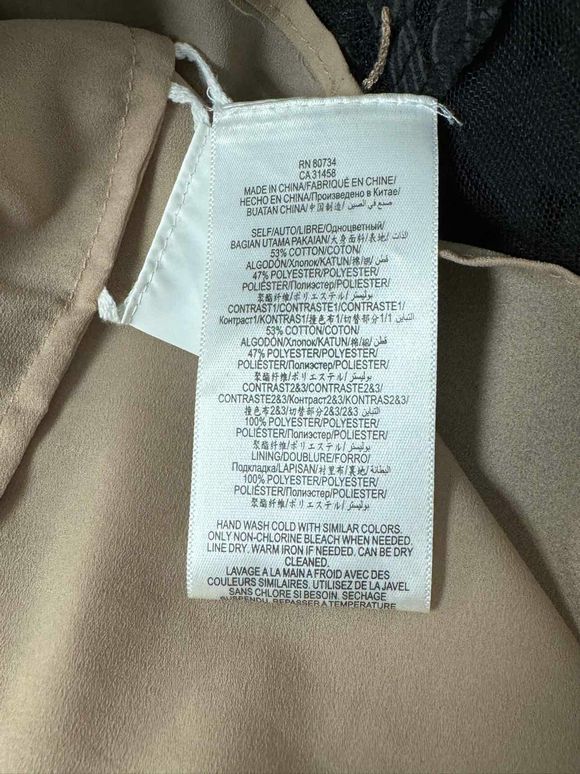 RN 80734
CA 31458
MADE IN CHINA/FABRIQUÉ EN CHINE/
HECHO EN CHINA/Произведено в Китае/
BUATAN CHINA/中国制造/صنع في الصين
SELF/AUTO/LIBRE/Одноцветный/
BAGIAN UTAMA PAKAIAN/大身面料/表地/الذات
53% COTTON/COTON/
ALGODÓN/Хлопок/KATUN/棉/綿/قطن
47% POLYESTER/POLYESTER/
POLIÉSTER/Полиэстер/POLIESTER/
聚酯纤维/ポリエステル/بوليستر
CONTRAST1/CONTRASTE1/CONTRASTE1/
Контраст1/KONTRAS1/撞色布1/切替部分1/التباين 1
53% COTTON/COTON/
ALGODÓN/Хлопок/KATUN/棉/綿/قطن
47% POLYESTER/POLYESTER/
POLIÉSTER/Полиэстер/POLIESTER/
聚酯纤维/ポリエステル/بوليستر
CONTRAST2&3/CONTRASTE2&3/
CONTRASTE2&3/Контраст2&3/KONTRAS2&3/
撞色布2&3/切替部分2&3/التباين 2&3
100% POLYESTER/POLYESTER/
POLIÉSTER/Полиэстер/POLIESTER/
聚酯纤维/ポリエステル/بوليستر
LINING/DOUBLURE/FORRO/
Подкладка/LAPISAN/衬里布/裏地/البطانة
100% POLYESTER/POLYESTER/
POLIÉSTER/Полиэстер/POLIESTER/
聚酯纤维/ポリエステル/بوليستر
HAND WASH COLD WITH SIMILAR COLORS.
ONLY NON-CHLORINE BLEACH WHEN NEEDED.
LINE DRY. WARM IRON IF NEEDED. CAN BE DRY
CLEANED.
LAVAGE A LA MAIN A FROID AVEC DES
COULEURS SIMILAIRES. UTILISEZ DE LA JAVEL
SANS CHLORE SI BESOIN. SECHAGE
SUSPENDU. REPASSER A TEMPERATURE